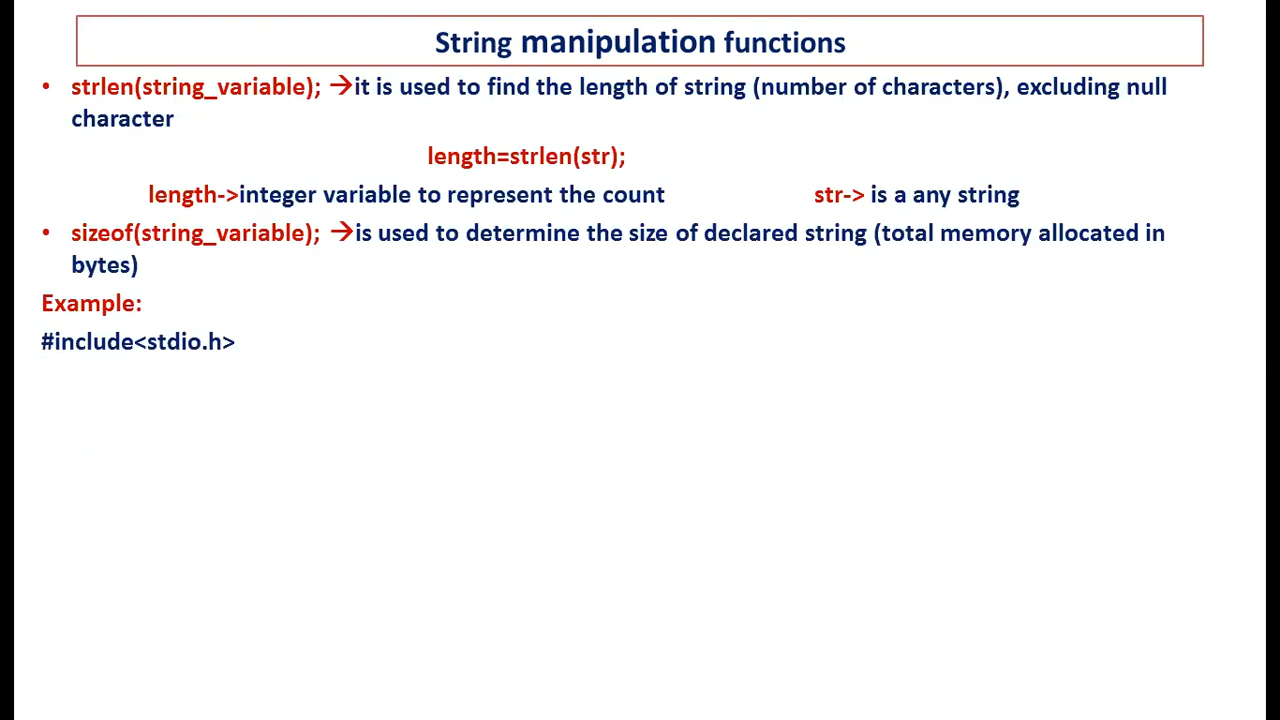 String manipulation functions
• strlen(string_variable); →it is used to find the length of string (number of characters), excluding null
character
length=strlen(str);
length->integer variable to represent the count str-> is a any string
• sizeof(string_variable); →is used to determine the size of declared string (total memory allocated in
bytes)
Example:
#include<stdio.h>